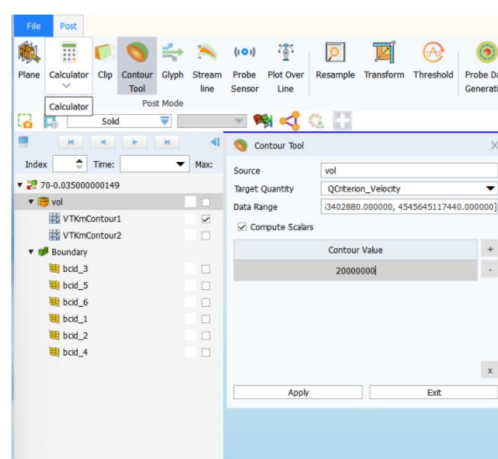 File Post
Plane Calculator Clip Contour Tool Glyph Stream line Probe Sensor Plot Over Line Resample Transform Threshold Probe Da
Generati
Calculator
Post Mode
Solid
Index Time: Max:
70-0.035000000149
vol
VTKmContour1
VTKmContour2
Boundary
bcid_3
bcid_5
bcid_6
bcid_1
bcid_2
bcid_4
Contour Tool
Source vol
Target Quantity QCriterion_Velocity
Data Range i3402880.000000, 4545645117440.000000]
Compute Scalars
Contour Value
20000000
+
-
x
Apply Exit